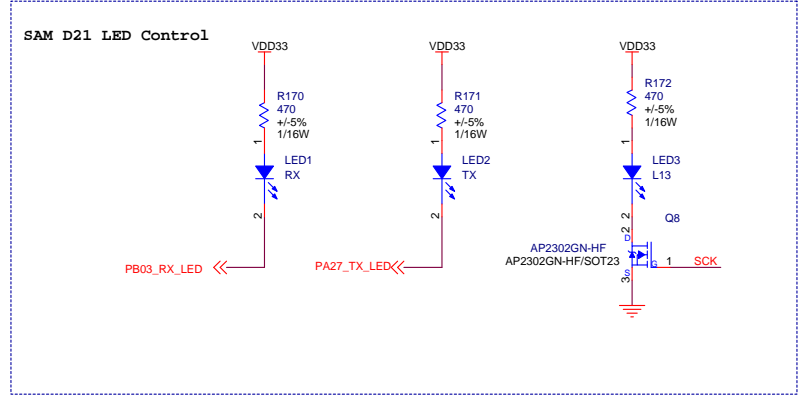 SAM D21 LED Control
VDD33
VDD33
VDD33
R170
470
+/-5%
1/16W
R171
470
+/-5%
1/16W
R172
470
+/-5%
1/16W
1
1
1
LED1
RX
LED2
TX
LED3
L13
2
2
2
2
Q8
D
AP2302GN-HF
AP2302GN-HF/SOT23
G
1
SCK
S
3
PB03_RX_LED
PA27_TX_LED